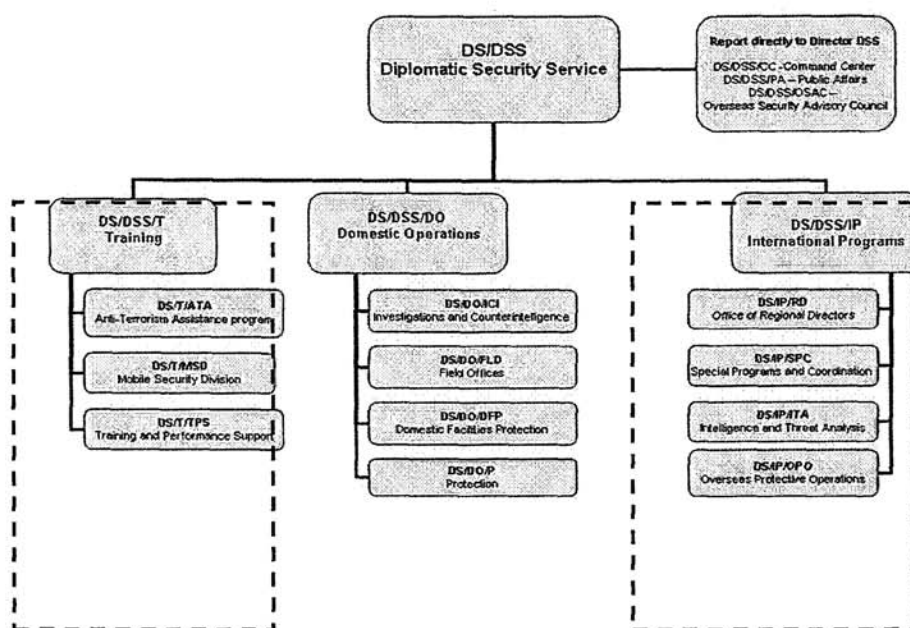 DS/DSS
Diplomatic Security Service
Report directly to Director DSS
DS/DSS/CC -Command Center
DS/DSS/PA – Public Affairs
DS/DSS/OSAC –
Overseas Security Advisory Council
DS/DSS/T
Training
DS/DSS/DO
Domestic Operations
DS/DSS/IP
International Programs
DS/T/ATA
Anti-Terrorism Assistance program
DS/T/MSD
Mobile Security Division
DS/T/TPS
Training and Performance Support
DS/DO/ICI
Investigations and Counterintelligence
DS/DO/FLD
Field Offices
DS/DO/DFP
Domestic Facilities Protection
DS/DO/P
Protection
DS/IP/RD
Office of Regional Directors
DS/IP/SPC
Special Programs and Coordination
DS/IP/ITA
Intelligence and Threat Analysis
DS/IP/OPO
Overseas Protective Operations